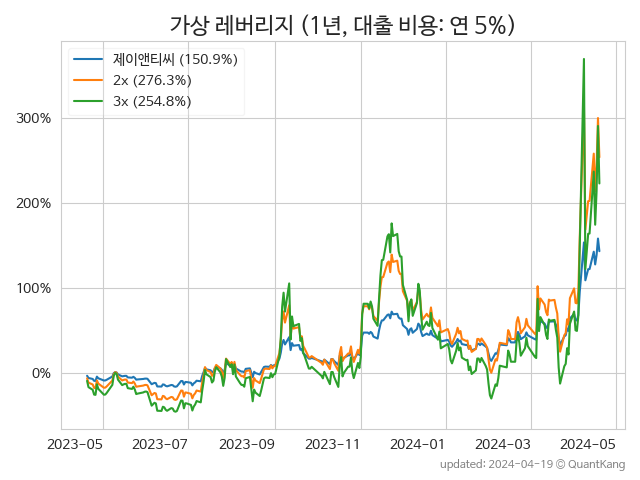 가상 레버리지 (1년, 대출 비용: 연 5%)
제이앤티씨 (150.9%)
2x (276.3%)
3x (254.8%)
300%
200%
100%
0%
2023-05 2023-07 2023-09 2023-11 2024-01 2024-03 2024-05
updated: 2024-04-19 © QuantKang